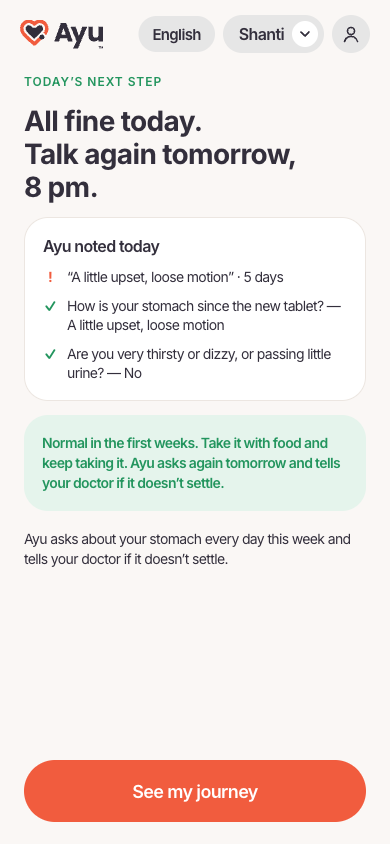 Ayu™
English
Shanti
TODAY’S NEXT STEP
All fine today.
Talk again tomorrow,
8 pm.
Ayu noted today
! “A little upset, loose motion” · 5 days
How is your stomach since the new tablet? —
A little upset, loose motion
Are you very thirsty or dizzy, or passing little
urine? — No
Normal in the first weeks. Take it with food and
keep taking it. Ayu asks again tomorrow and tells
your doctor if it doesn’t settle.
Ayu asks about your stomach every day this week and
tells your doctor if it doesn’t settle.
See my journey